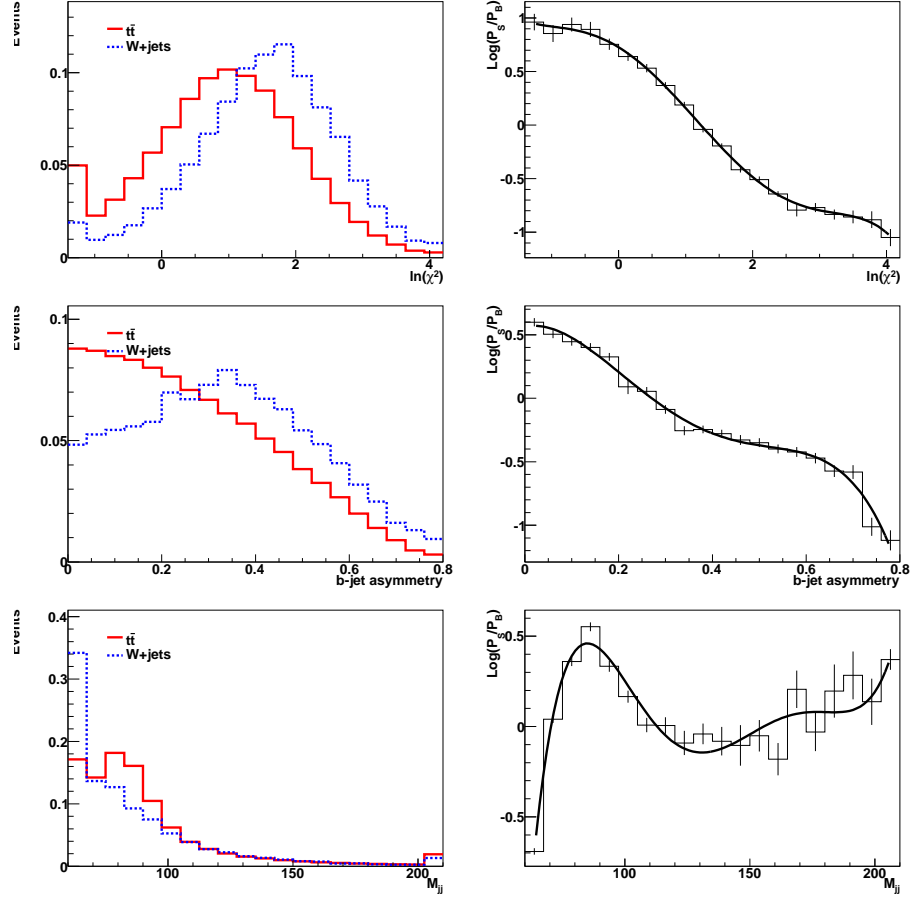 Events
tt̄
W+jets
0.1
0.05
0
0 2 4
ln(χ²)
Log(P_S/P_B)
1
0.5
0
-0.5
-1
0 2 4
ln(χ²)
Events
tt̄
W+jets
0.1
0.05
0
0 0.2 0.4 0.6 0.8
b-jet asymmetry
Log(P_S/P_B)
0.5
0
-0.5
-1
0 0.2 0.4 0.6 0.8
b-jet asymmetry
Events
tt̄
W+jets
0.4
0.3
0.2
0.1
0
100 150 200
M_jj
Log(P_S/P_B)
0.5
0
-0.5
100 150 200
M_jj